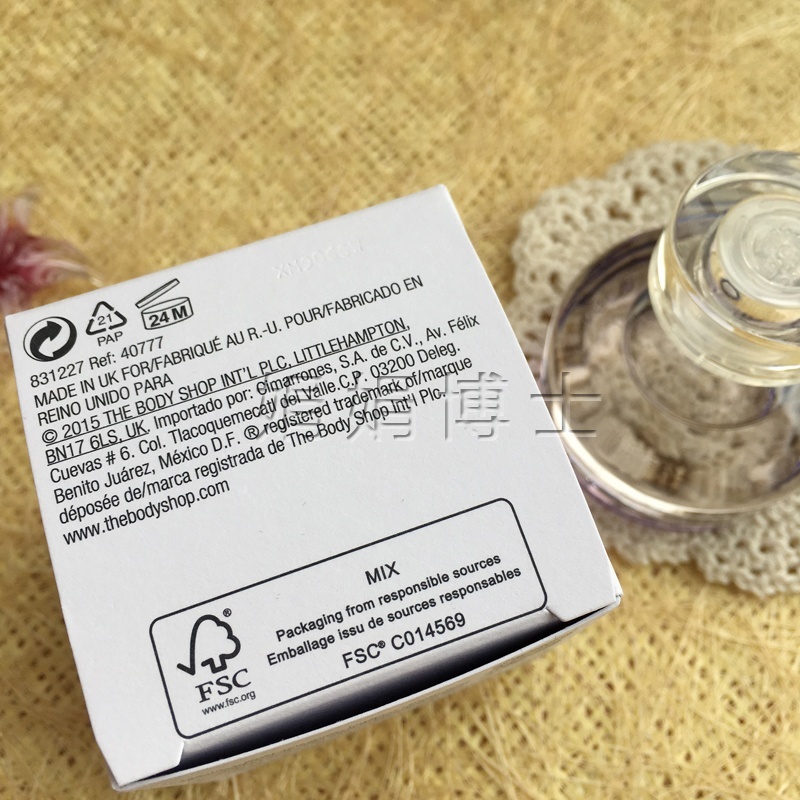 21
PAP
24 M
831227 Ref: 40777
MADE IN UK FOR/FABRIQUÉ AU R.-U. POUR/FABRICADO EN
REINO UNIDO PARA
© 2015 THE BODY SHOP INT'L PLC, LITTLEHAMPTON,
BN17 6LS, UK. Importado por: Cimarrones, S.A. de C.V., Av. Félix
Cuevas # 6. Col. Tlacoquemecay del Valle. C.P. 03200 Deleg.
Benito Juárez, México D.F. ® registered trademark of/marque
déposée de/marca registrada de The Body Shop Int'l Plc.
www.thebodyshop.com
MIX
Packaging from responsible sources
Emballage issu de sources responsables
FSC® C014569
®
FSC
www.fsc.org
娟博士